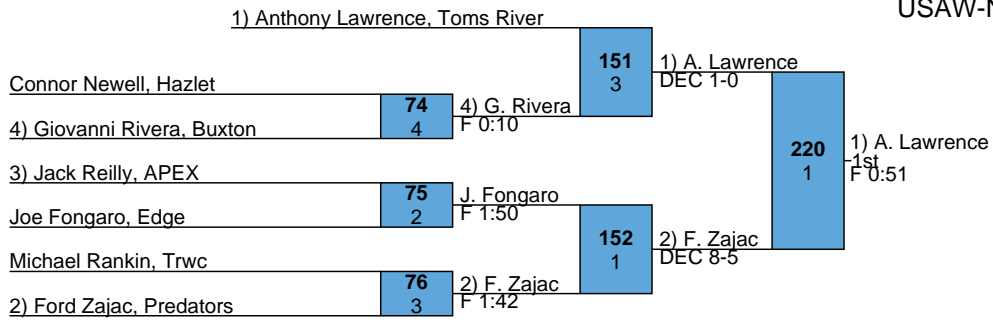 USAW-N
1) Anthony Lawrence, Toms River
151
3
1) A. Lawrence
DEC 1-0
Connor Newell, Hazlet
74
4
4) G. Rivera
F 0:10
4) Giovanni Rivera, Buxton
220
1
1) A. Lawrence
1st
F 0:51
3) Jack Reilly, APEX
75
2
J. Fongaro
F 1:50
Joe Fongaro, Edge
152
1
2) F. Zajac
DEC 8-5
Michael Rankin, Trwc
76
3
2) F. Zajac
F 1:42
2) Ford Zajac, Predators